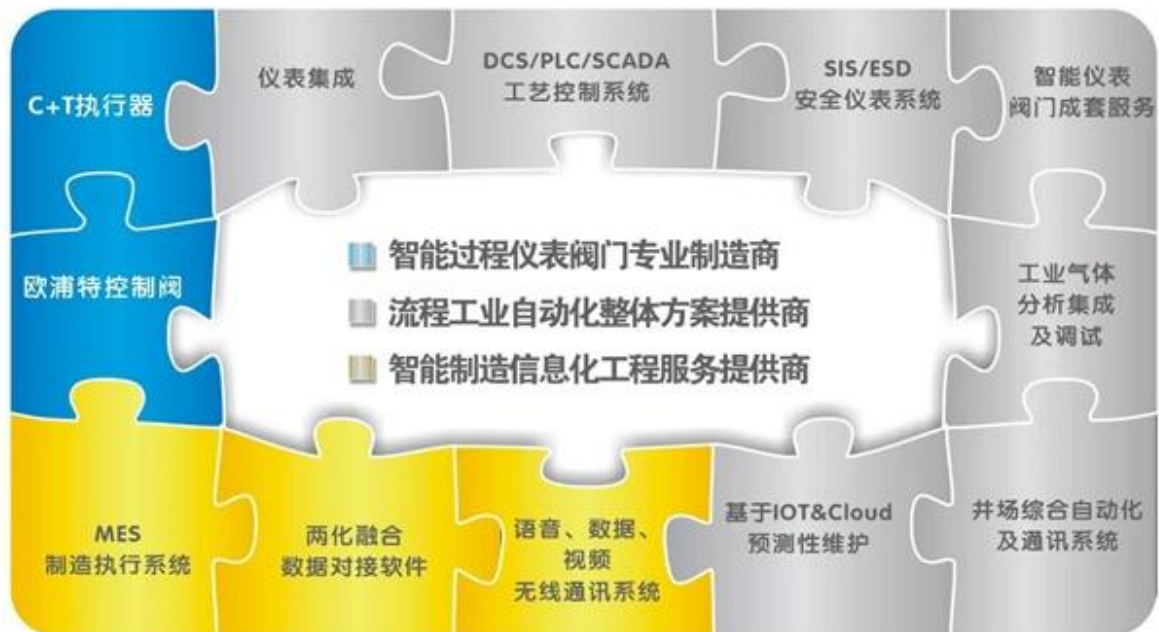 C+T执行器
仪表集成
DCS/PLC/SCADA
工艺控制系统
SIS/ESD
安全仪表系统
智能仪表
阀门成套服务
欧浦特控制阀
智能过程仪表阀门专业制造商
流程工业自动化整体方案提供商
智能制造信息化工程服务提供商
工业气体
分析集成
及调试
MES
制造执行系统
两化融合
数据对接软件
语音、数据、
视频
无线通讯系统
基于IOT&Cloud
预测性维护
井场综合自动化
及通讯系统